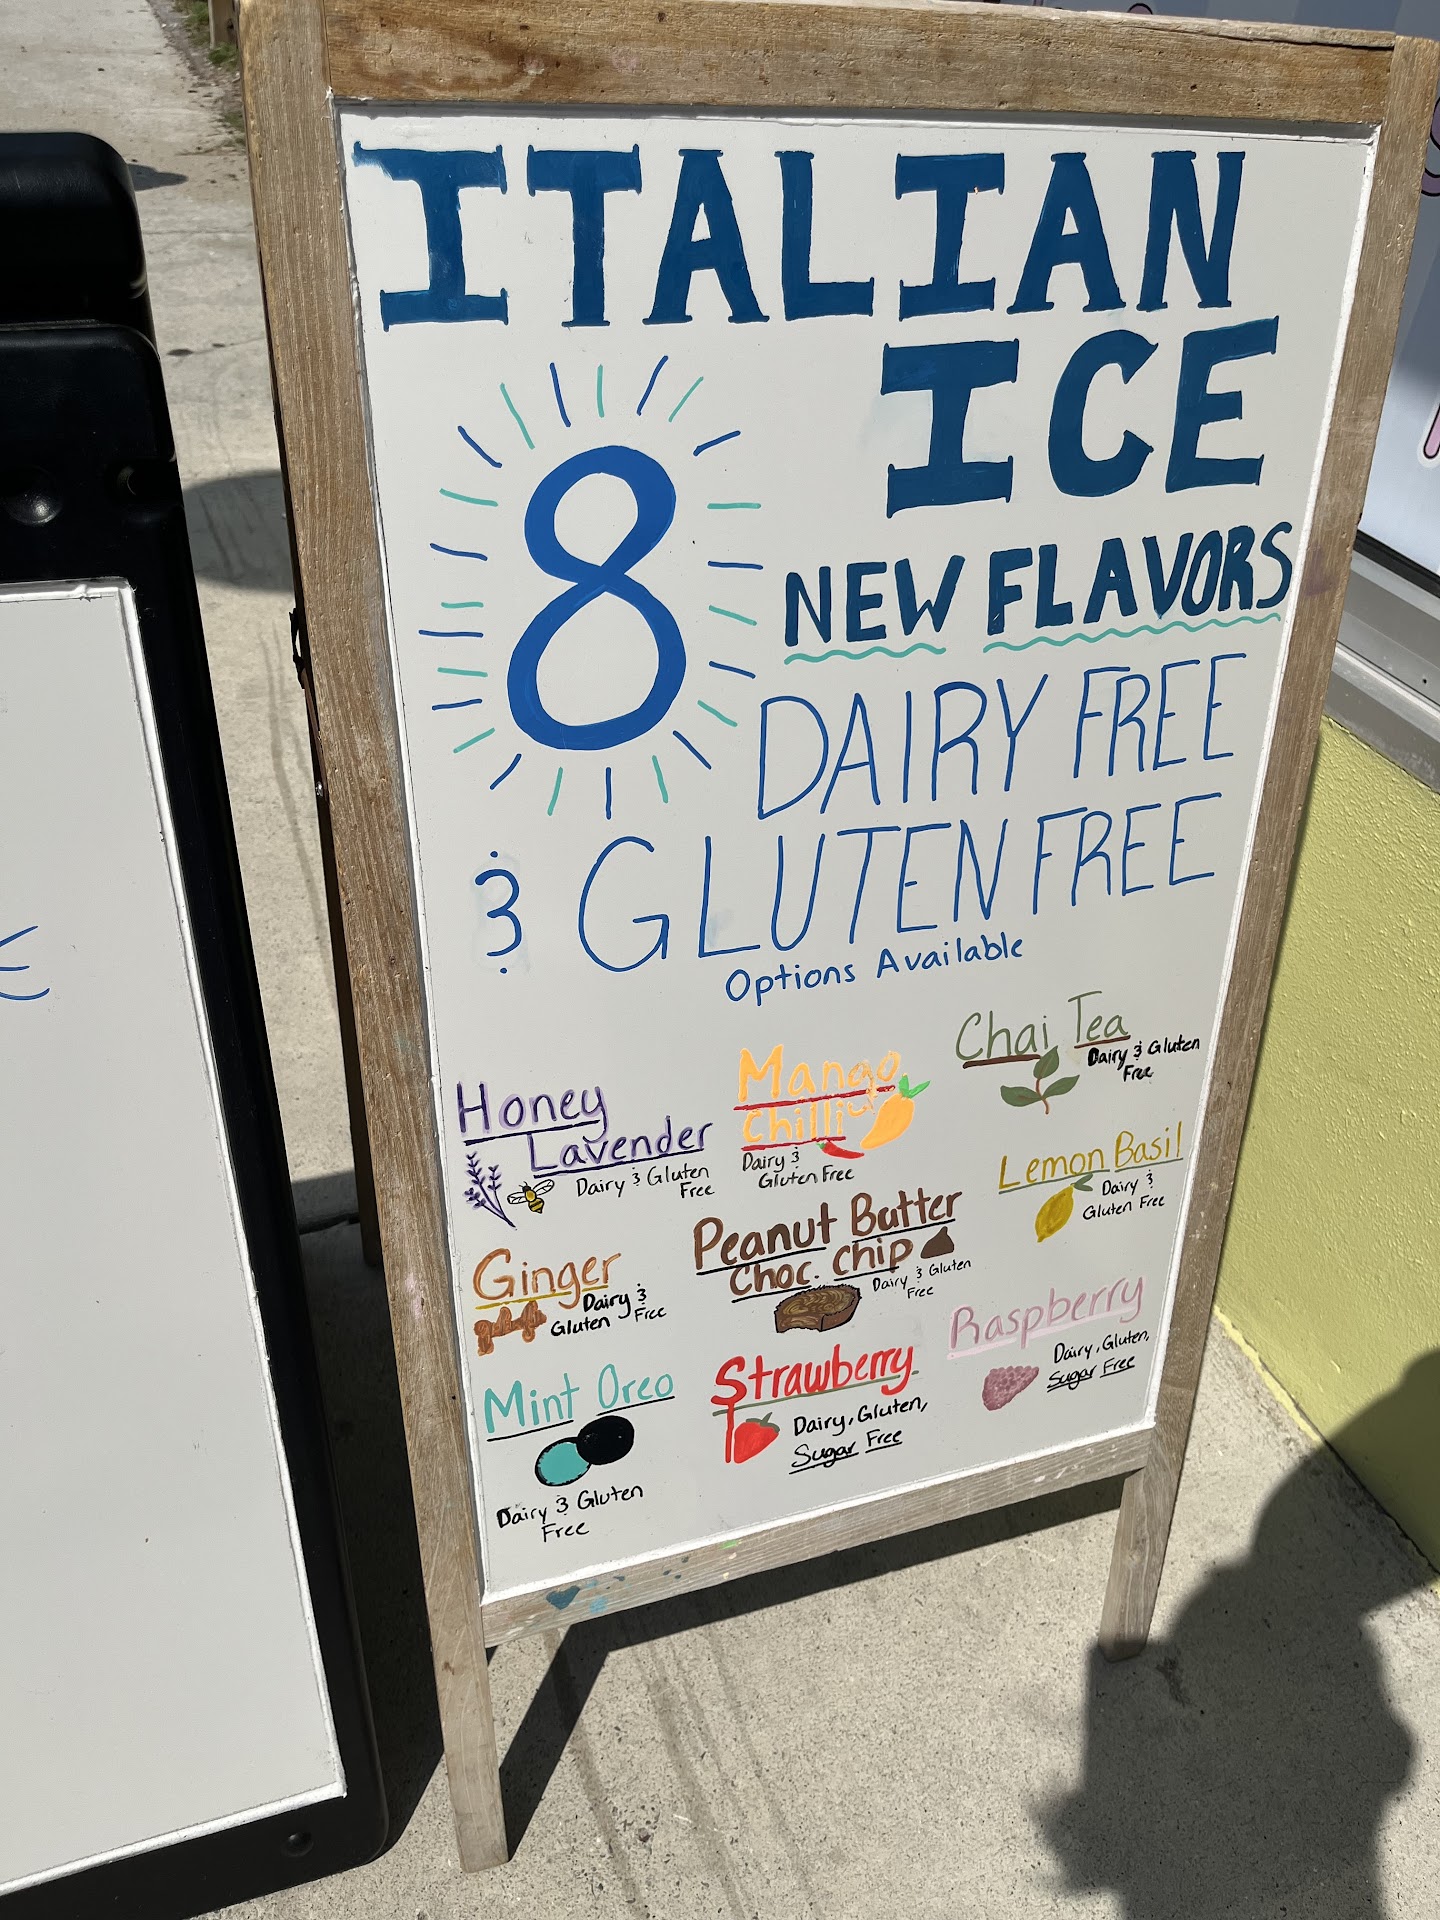 ITALIAN
ICE
8
NEW FLAVORS
DAIRY FREE
& GLUTEN FREE
Options Available
Honey
Lavender
Dairy & Gluten
Free
Mango
Chilli
Dairy &
Gluten Free
Chai Tea
Dairy & Gluten
Free
Lemon Basil
Dairy &
Gluten Free
Ginger
Dairy &
Gluten Free
Peanut Butter
Choc. Chip
Dairy & Gluten
Free
Raspberry
Dairy, Gluten,
Sugar Free
Mint Oreo
Dairy & Gluten
Free
Strawberry
Dairy, Gluten,
Sugar Free